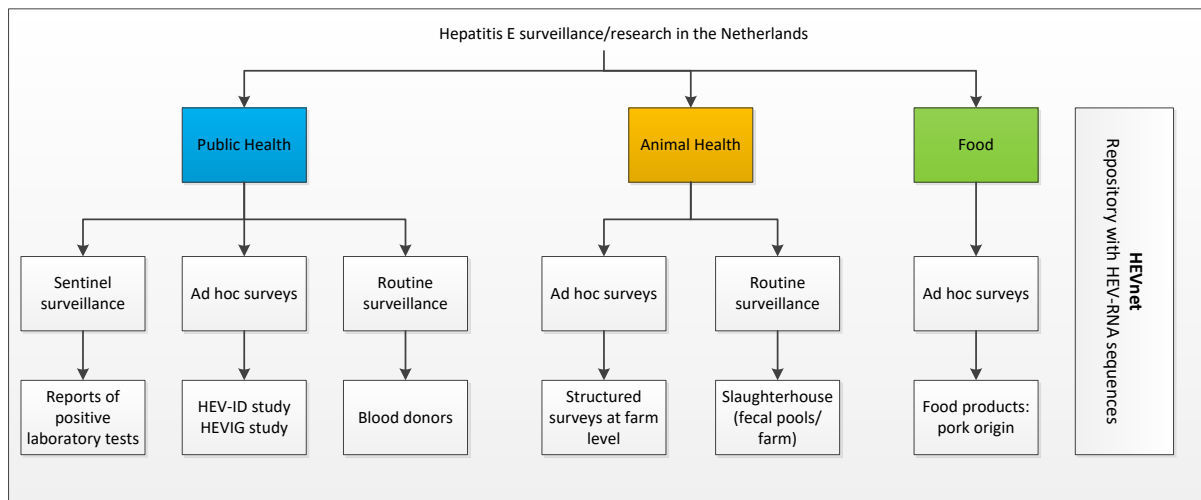 Hepatitis E surveillance/research in the Netherlands
Public Health
Animal Health
Food
Sentinel
surveillance
Ad hoc surveys
Routine
surveillance
Ad hoc surveys
Routine
surveillance
Ad hoc surveys
Reports of
positive
laboratory tests
HEV-ID study
HEVIG study
Blood donors
Structured
surveys at farm
level
Slaughterhouse
(fecal pools/
farm)
Food products:
pork origin
HEVnet
Repository with HEV-RNA sequences